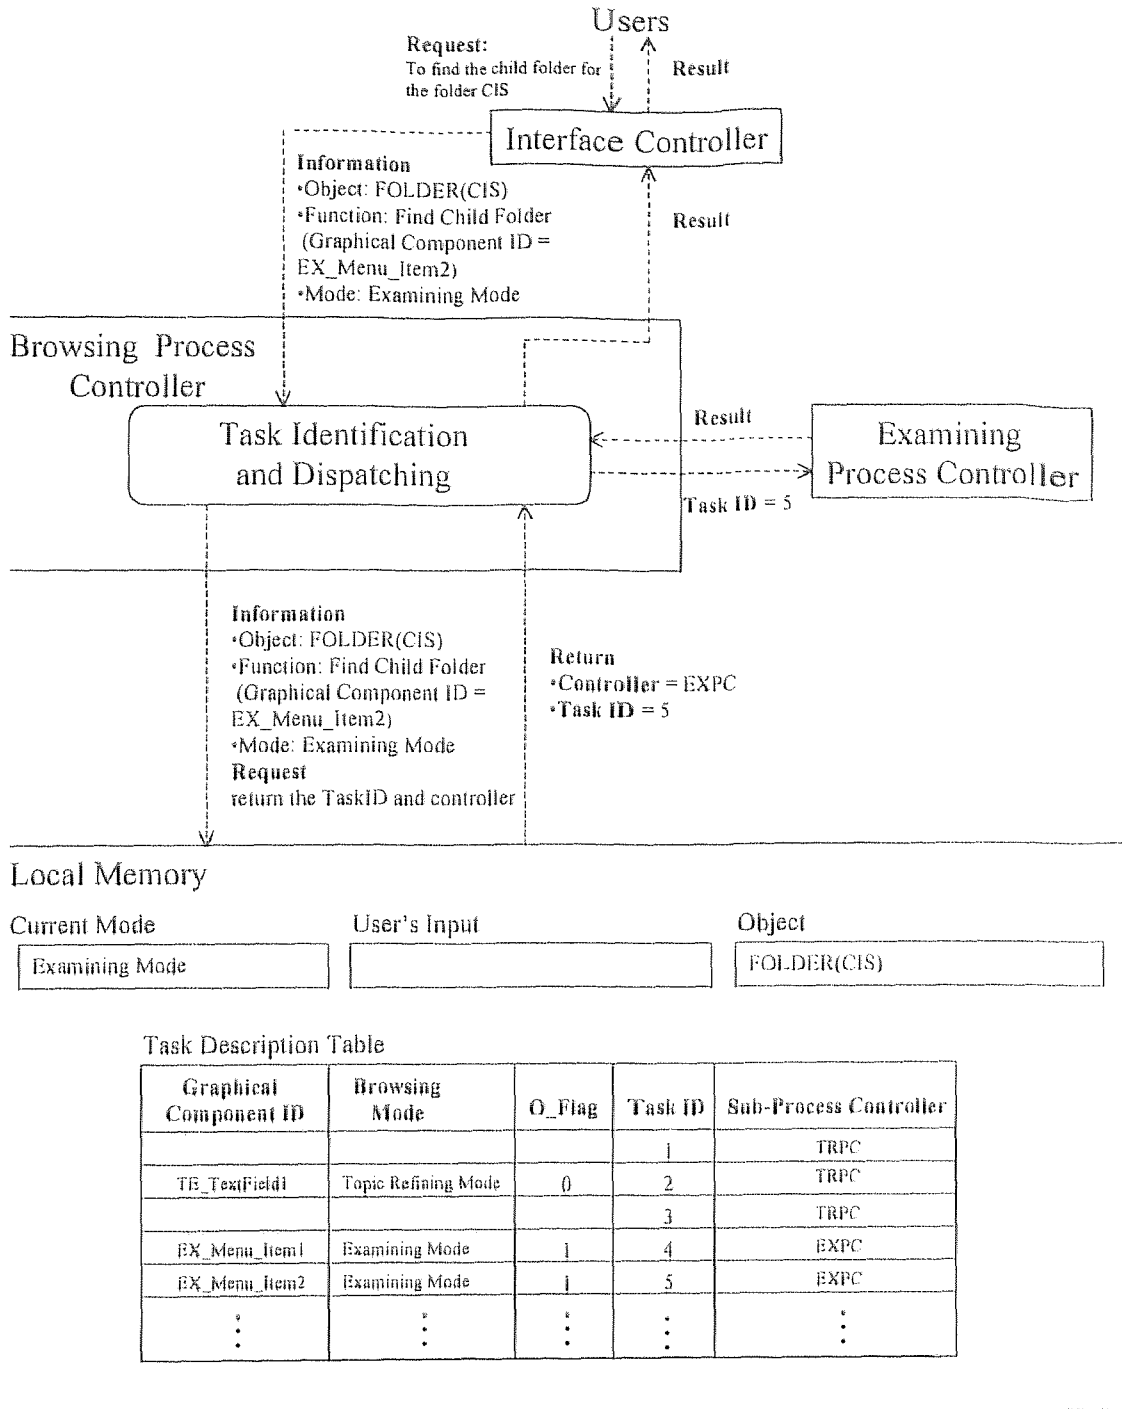 Users
Request:
To find the child folder for
the folder CIS
Result
Interface Controller
Information
•Object: FOLDER(CIS)
•Function: Find Child Folder
(Graphical Component ID =
EX_Menu_Item2)
•Mode: Examining Mode
Result
Browsing Process
Controller
Task Identification
and Dispatching
Result
Task ID = 5
Examining
Process Controller
Information
•Object: FOLDER(CIS)
•Function: Find Child Folder
(Graphical Component ID =
EX_Menu_Item2)
•Mode: Examining Mode
Request
return the TaskID and controller
Return
•Controller = EXPC
•Task ID = 5
Local Memory
Current Mode
Examining Mode
User's Input
Object
FOLDER(CIS)
Task Description Table
Graphical Component ID Browsing Mode O_Flag Task ID Sub-Process Controller
1 TRPC
TE_TextField1 Topic Refining Mode 0 2 TRPC
3 TRPC
EX_Menu_Item1 Examining Mode 1 4 EXPC
EX_Menu_Item2 Examining Mode 1 5 EXPC